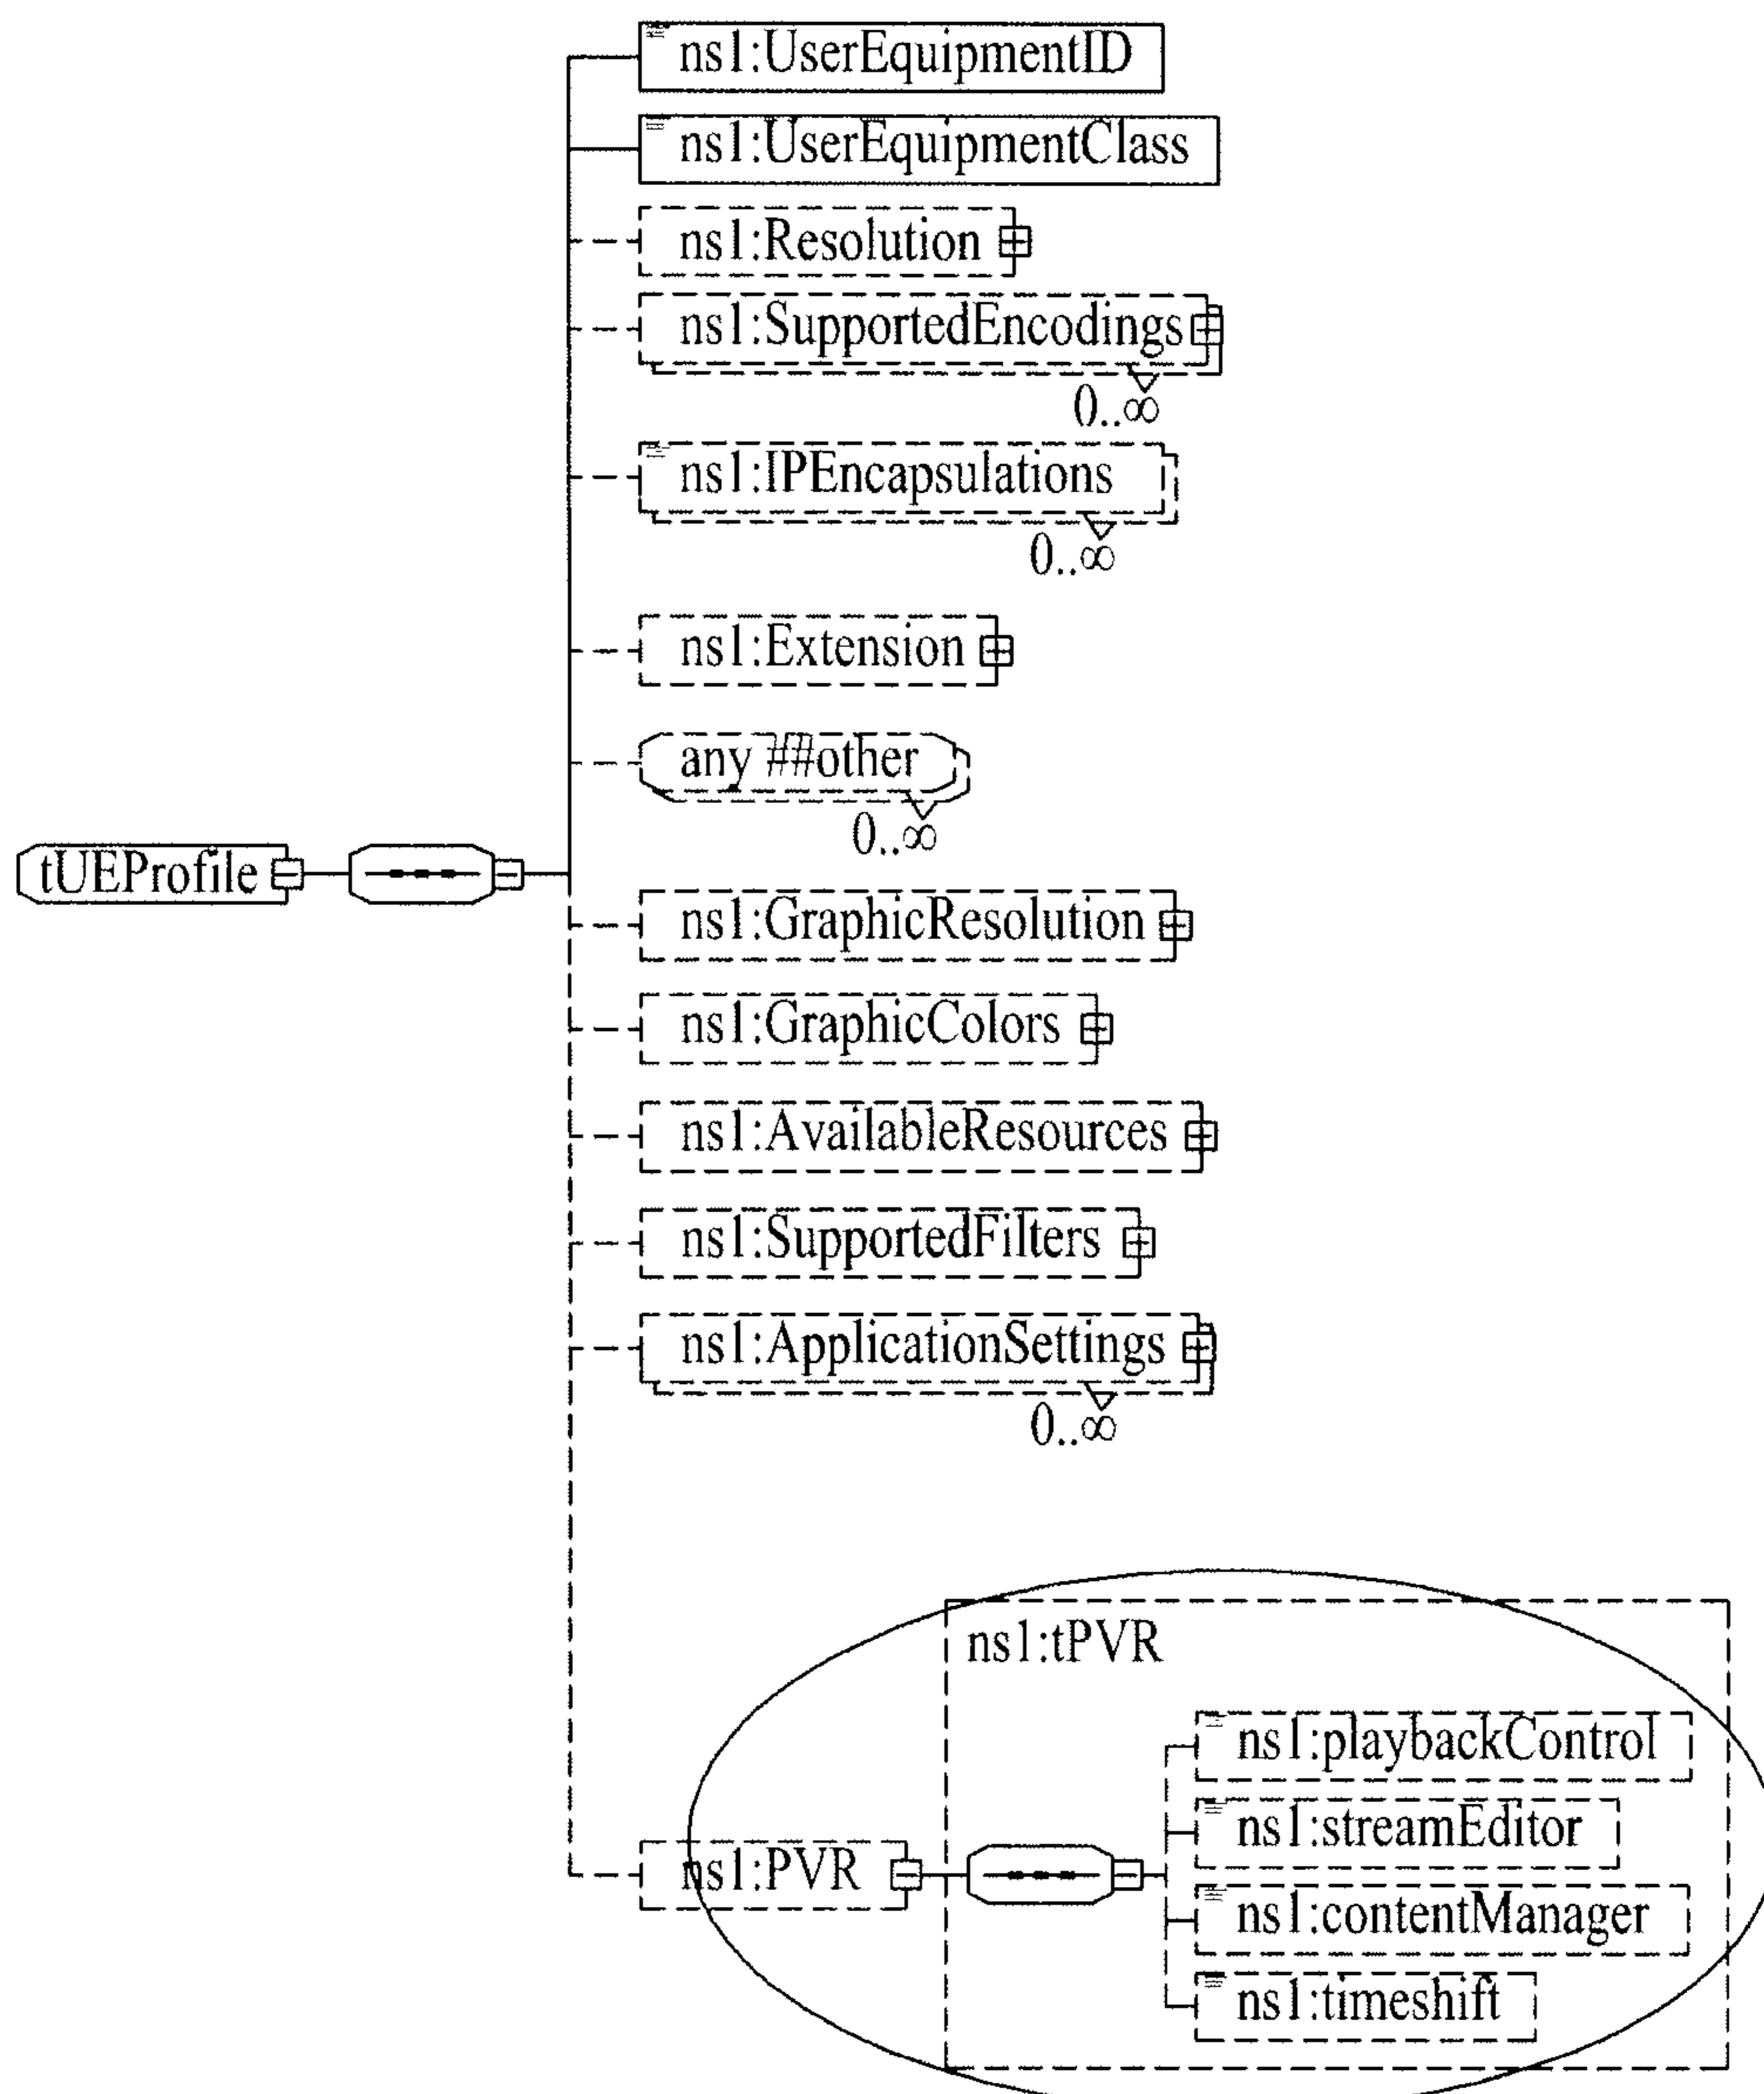 ns1:UserEquipmentID
ns1:UserEquipmentClass
ns1:Resolution
ns1:SupportedEncodings
0..∞
ns1:IPEncapsulations
0..∞
ns1:Extension
any ##other
0..∞
tUEProfile
ns1:GraphicResolution
ns1:GraphicColors
ns1:AvailableResources
ns1:SupportedFilters
ns1:ApplicationSettings
0..∞
ns1:tPVR
ns1:playbackControl
ns1:streamEditor
ns1:PVR
ns1:contentManager
ns1:timeshift